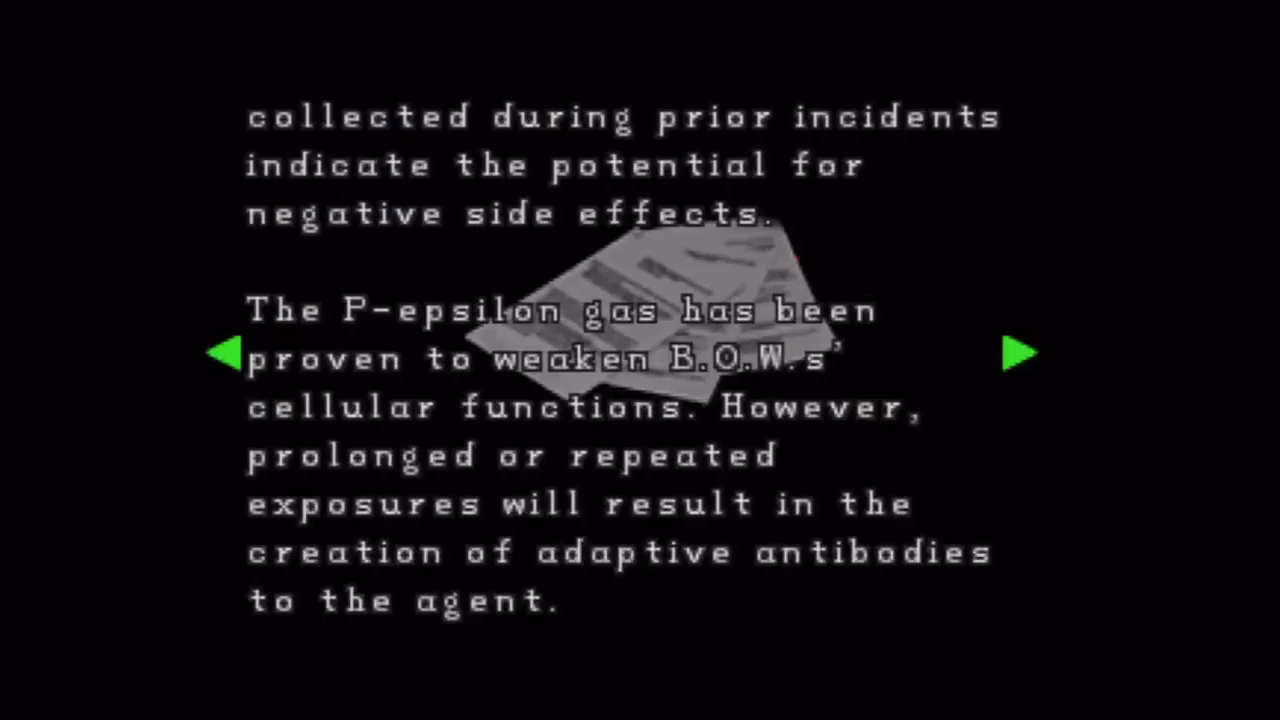 collected during prior incidents
indicate the potential for
negative side effects.
The P-epsilon gas has been
proven to weaken B.O.W.s'
cellular functions. However,
prolonged or repeated
exposures will result in the
creation of adaptive antibodies
to the agent.